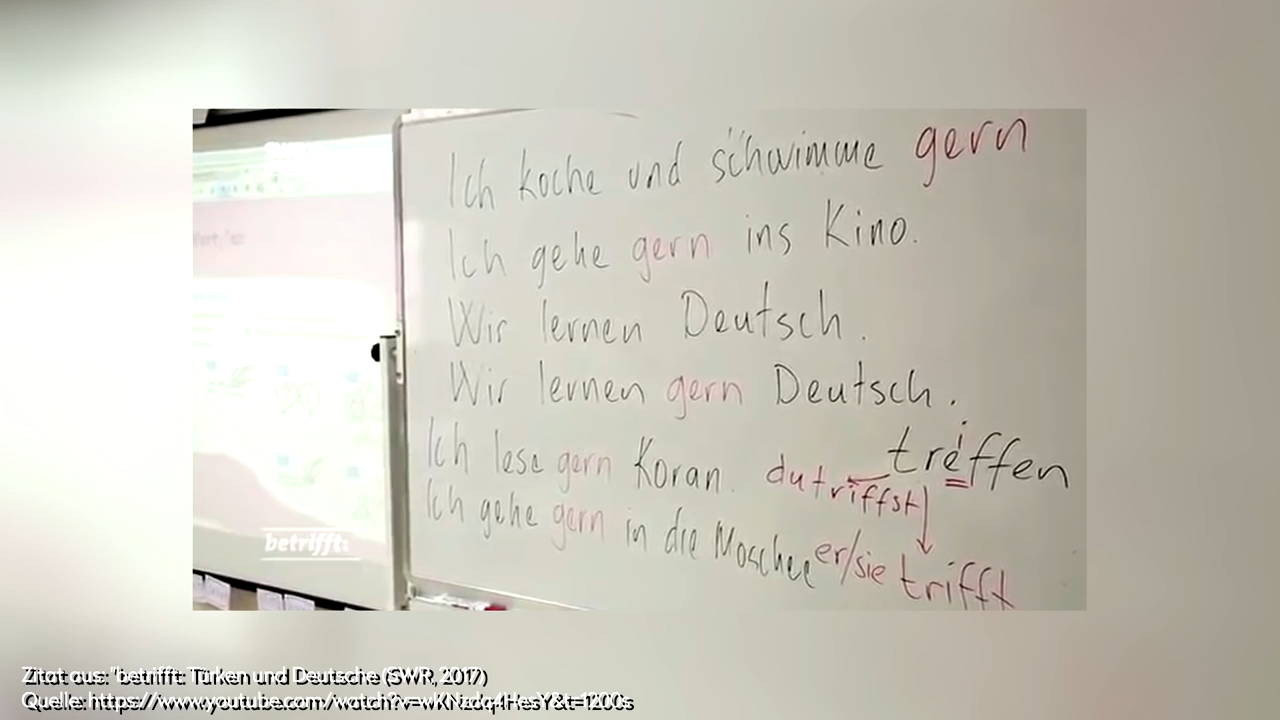 Ich koche und schwimme gern
Ich gehe gern ins Kino.
Wir lernen Deutsch.
Wir lernen gern Deutsch.
Ich lese gern Koran. treffen
du triffst
Ich gehe gern in die Moschee er/sie trifft
betrifft:
Zitat aus: "betrifft: Türken und Deutsche (SWR, 2017)
Quelle: https://www.youtube.com/watch?v=wKNzdq4HesY&t=1200s